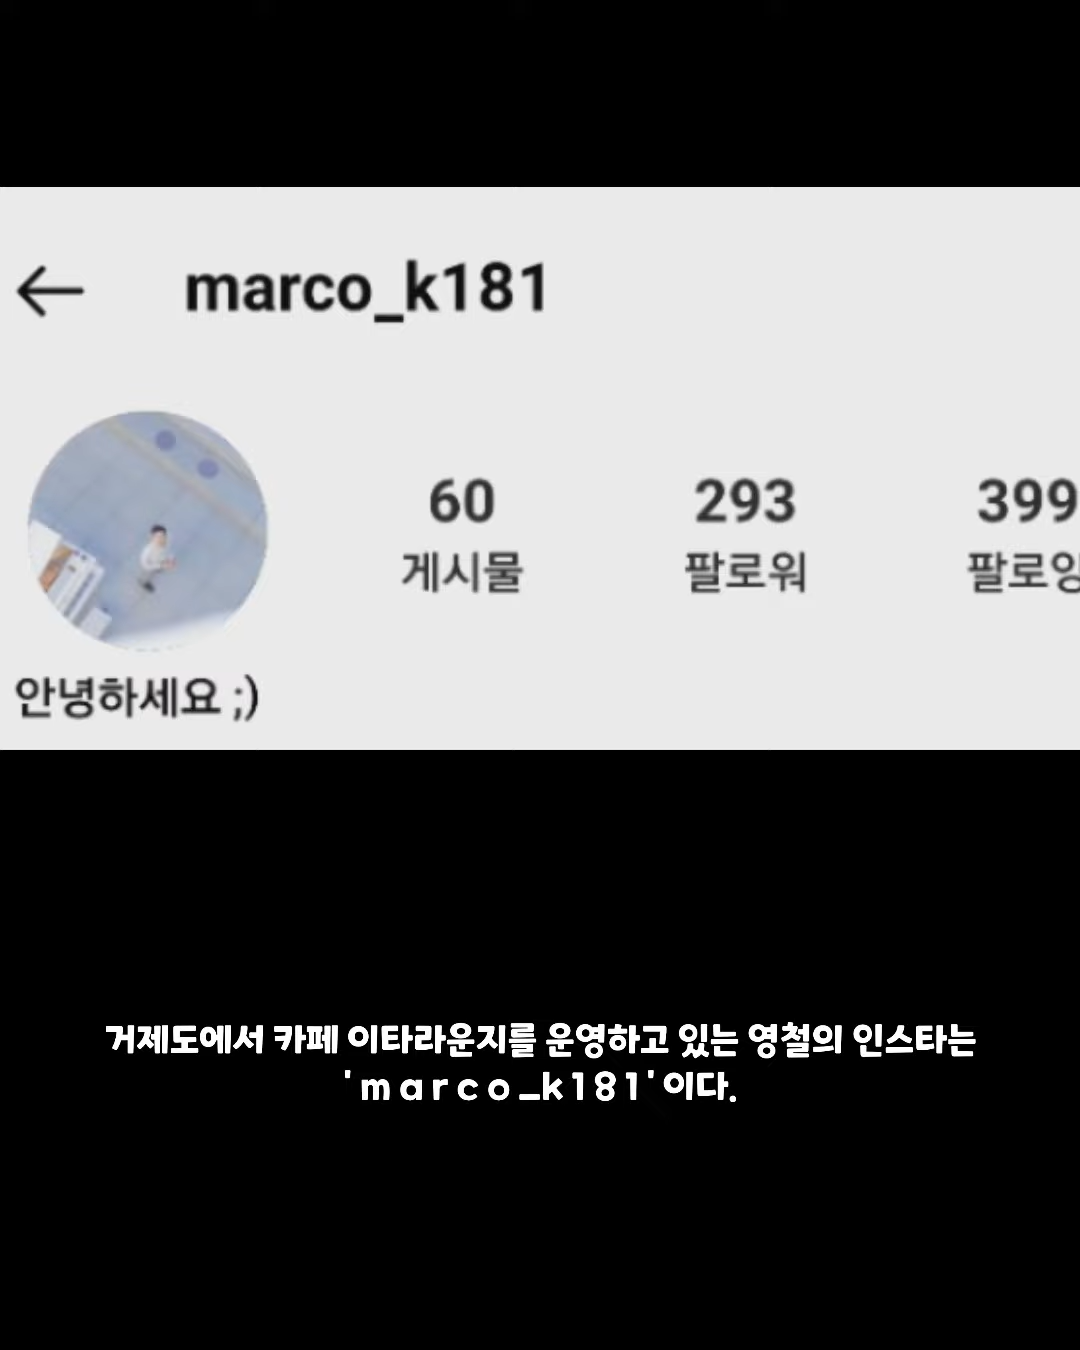 marco_k181
60 293 399
게시물 팔로워 팔로잉
안녕하세요 ;)
거제도에서 카페 이타라운지를 운영하고 있는 영철의 인스타는
'marco_k181'이다.